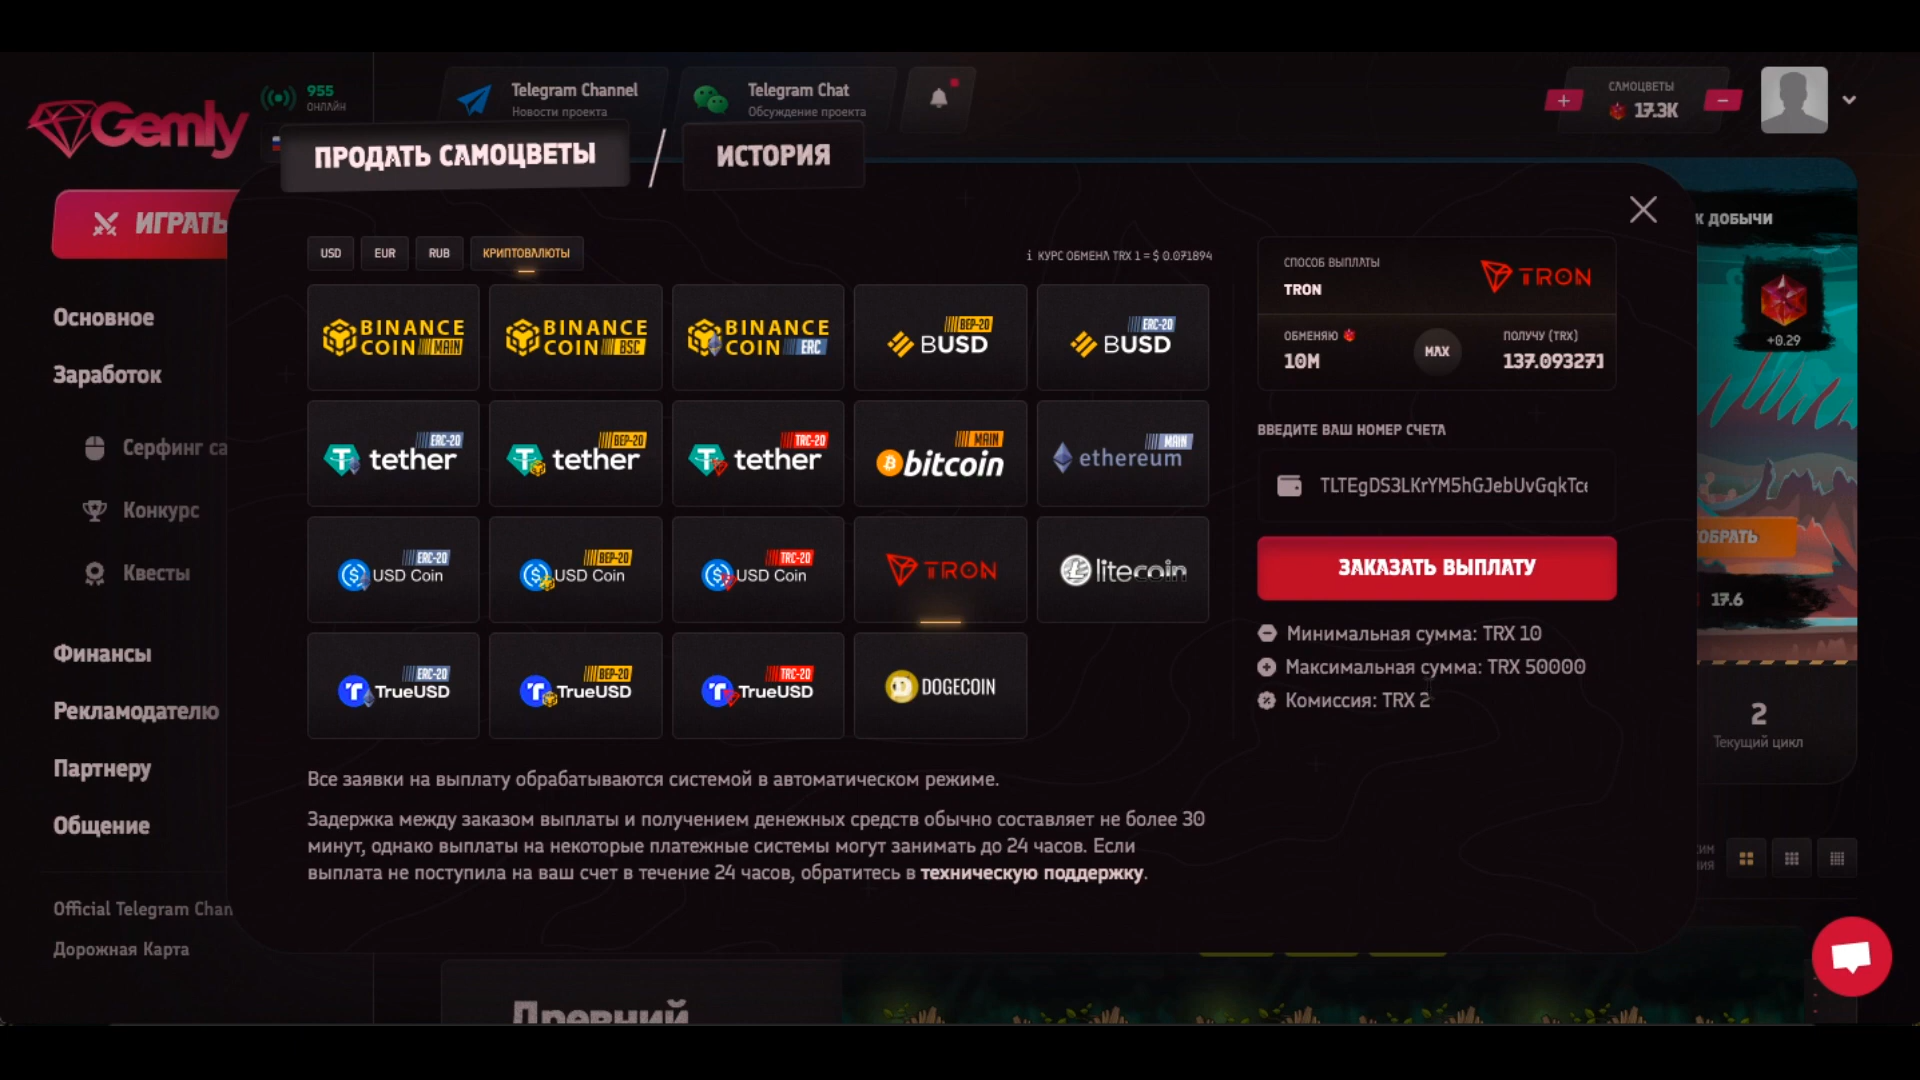 Gemly
955
ОНЛАЙН
Telegram Channel
Новости проекта
Telegram Chat
Обсуждение проекта
САМОЦВЕТЫ
17.3K
ПРОДАТЬ САМОЦВЕТЫ
ИСТОРИЯ
ИГРАТЬ
Основное
Заработок
Серфинг са
Конкурс
Квесты
Финансы
Рекламодателю
Партнеру
Общение
Official Telegram Chan
Дорожная Карта
USD
EUR
RUB
КРИПТОВАЛЮТЫ
i КУРС ОБМЕНА TRX 1 = $ 0.071894
BINANCE COIN MAIN
BINANCE COIN BSC
BINANCE COIN ERC
BUSD BEP-20
BUSD ERC-20
tether ERC-20
tether BEP-20
tether TRC-20
bitcoin MAIN
ethereum MAIN
USD Coin ERC-20
USD Coin BEP-20
USD Coin TRC-20
TRON
litecoin
TrueUSD ERC-20
TrueUSD BEP-20
TrueUSD TRC-20
DOGECOIN
Все заявки на выплату обрабатываются системой в автоматическом режиме.
Задержка между заказом выплаты и получением денежных средств обычно составляет не более 30
минут, однако выплаты на некоторые платежные системы могут занимать до 24 часов. Если
выплата не поступила на ваш счет в течение 24 часов, обратитесь в техническую поддержку.
СПОСОБ ВЫПЛАТЫ
TRON
TRON
ОБМЕНЯЮ
10M
MAX
ПОЛУЧУ (TRX)
137.093271
ВВЕДИТЕ ВАШ НОМЕР СЧЕТА
TLTEgDS3LKrYM5hGJebUvGqkTce
ЗАКАЗАТЬ ВЫПЛАТУ
Минимальная сумма: TRX 10
Максимальная сумма: TRX 50000
Комиссия: TRX 2
К ДОБЫЧИ
+0.29
ОБРАТЬ
17.6
2
Текущий цикл
Древний